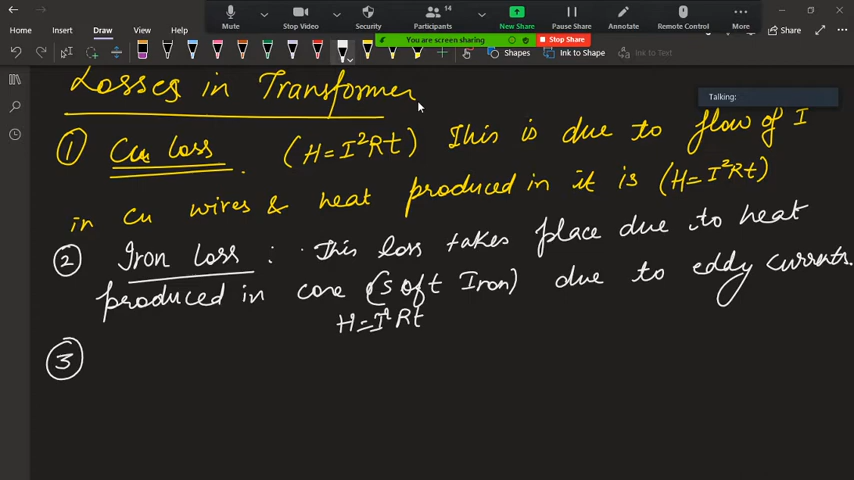 Mute
Stop Video
Security
Participants
14
New Share
Pause Share
Annotate
Remote Control
More
Home
Insert
Draw
View
Help
Share
You are screen sharing
Stop Share
Shapes
Ink to Shape
Ink to Text
Talking:
Losses in Transformer
① Cu Loss. (H=I²Rt) This is due to flow of I
in cu wires & heat produced in it is (H=I²Rt)
② Iron Loss : This loss takes place due to heat
produced in core (Soft Iron) due to eddy currents.
H=I²Rt
③